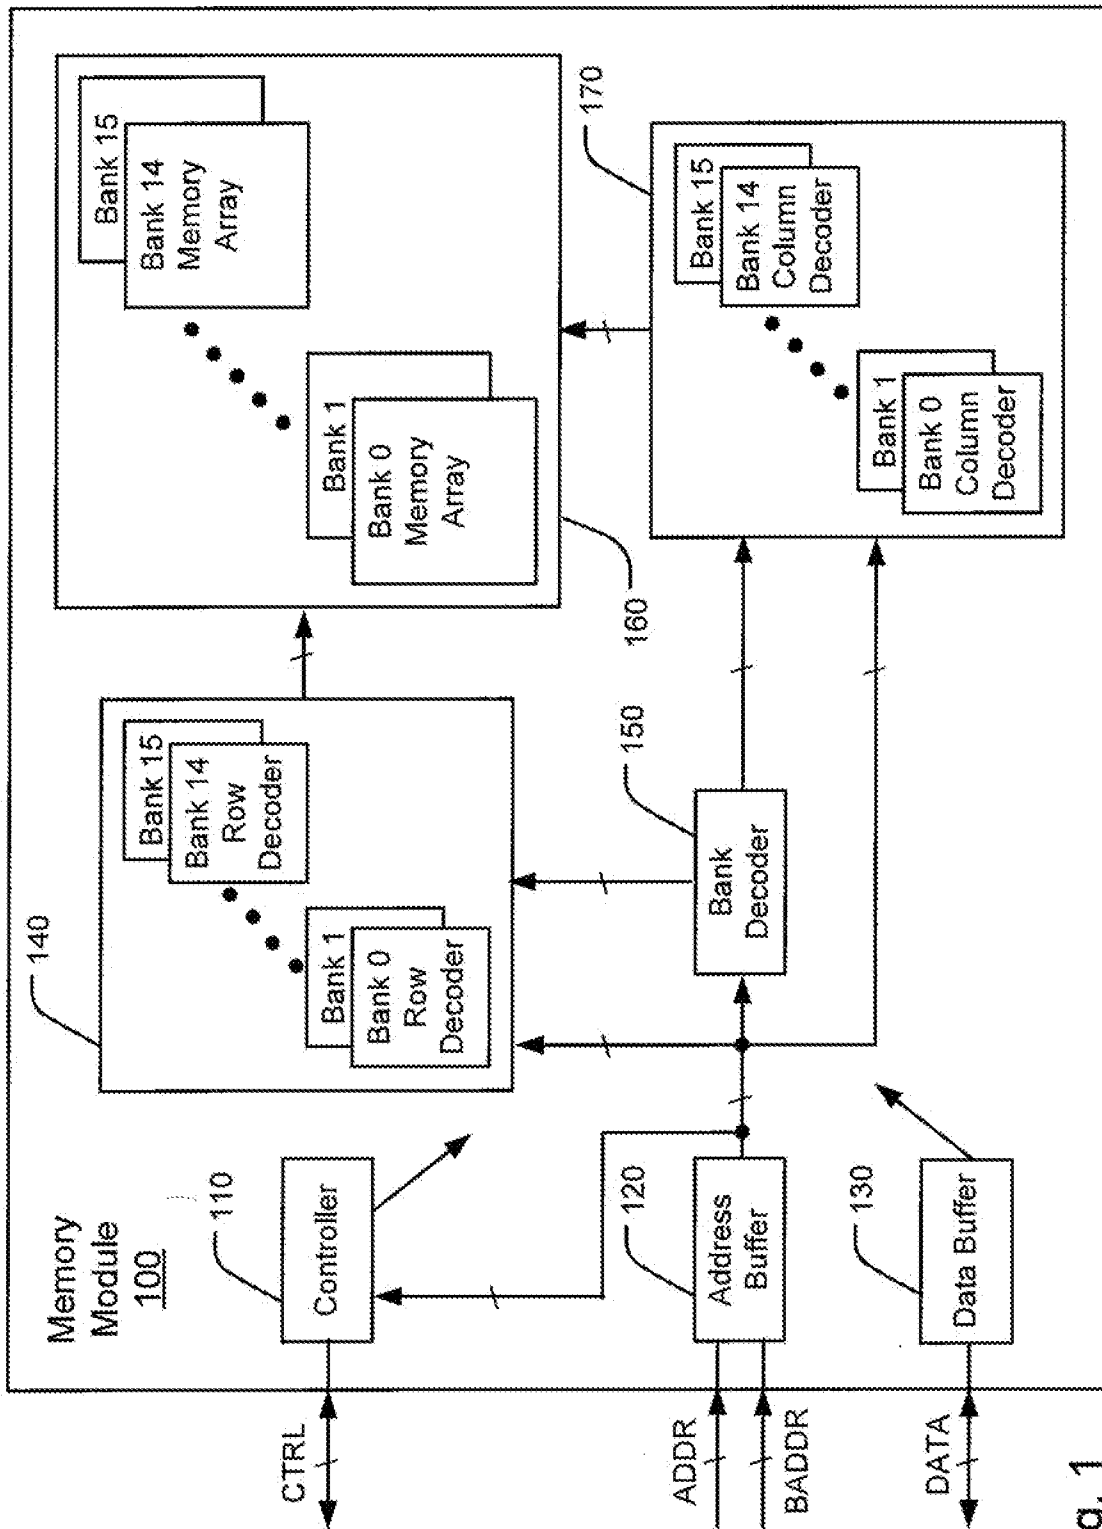 Memory
Module
100
CTRL
110
Controller
ADDR
BADDR
120
Address
Buffer
DATA
130
Data Buffer
140
Bank 15
Bank 14
Row
Decoder
Bank 1
Bank 0
Row
Decoder
150
Bank
Decoder
160
Bank 15
Bank 14
Memory
Array
Bank 1
Bank 0
Memory
Array
170
Bank 15
Bank 14
Column
Decoder
Bank 1
Bank 0
Column
Decoder
g. 1